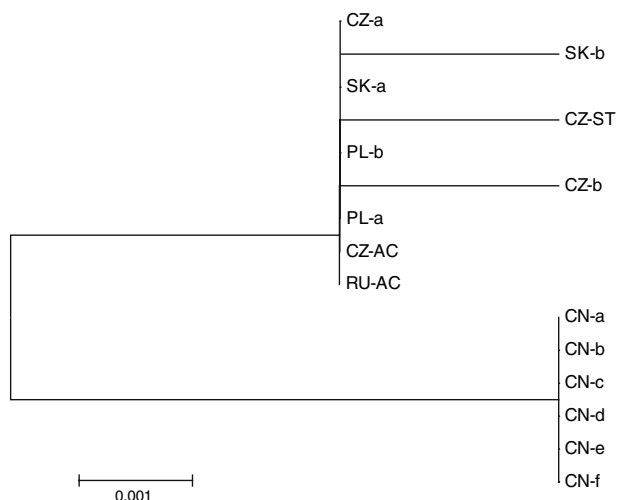 CZ-a
SK-b
SK-a
CZ-ST
PL-b
CZ-b
PL-a
CZ-AC
RU-AC
CN-a
CN-b
CN-c
CN-d
CN-e
CN-f
0.001